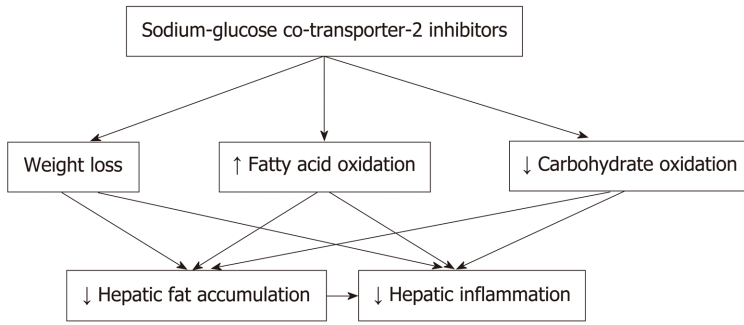 Sodium-glucose co-transporter-2 inhibitors
Weight loss
↑ Fatty acid oxidation
↓ Carbohydrate oxidation
↓ Hepatic fat accumulation
↓ Hepatic inflammation